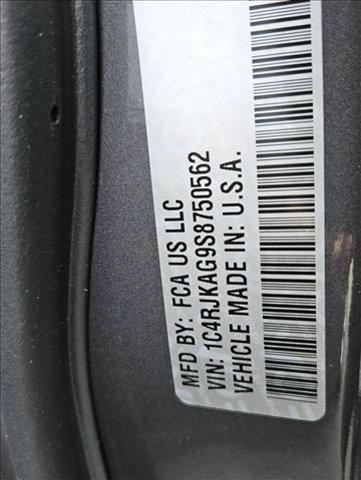 MFD BY: FCA US LLC
VIN: 1C4RJKAG9S8750562
VEHICLE MADE IN: U.S.A.